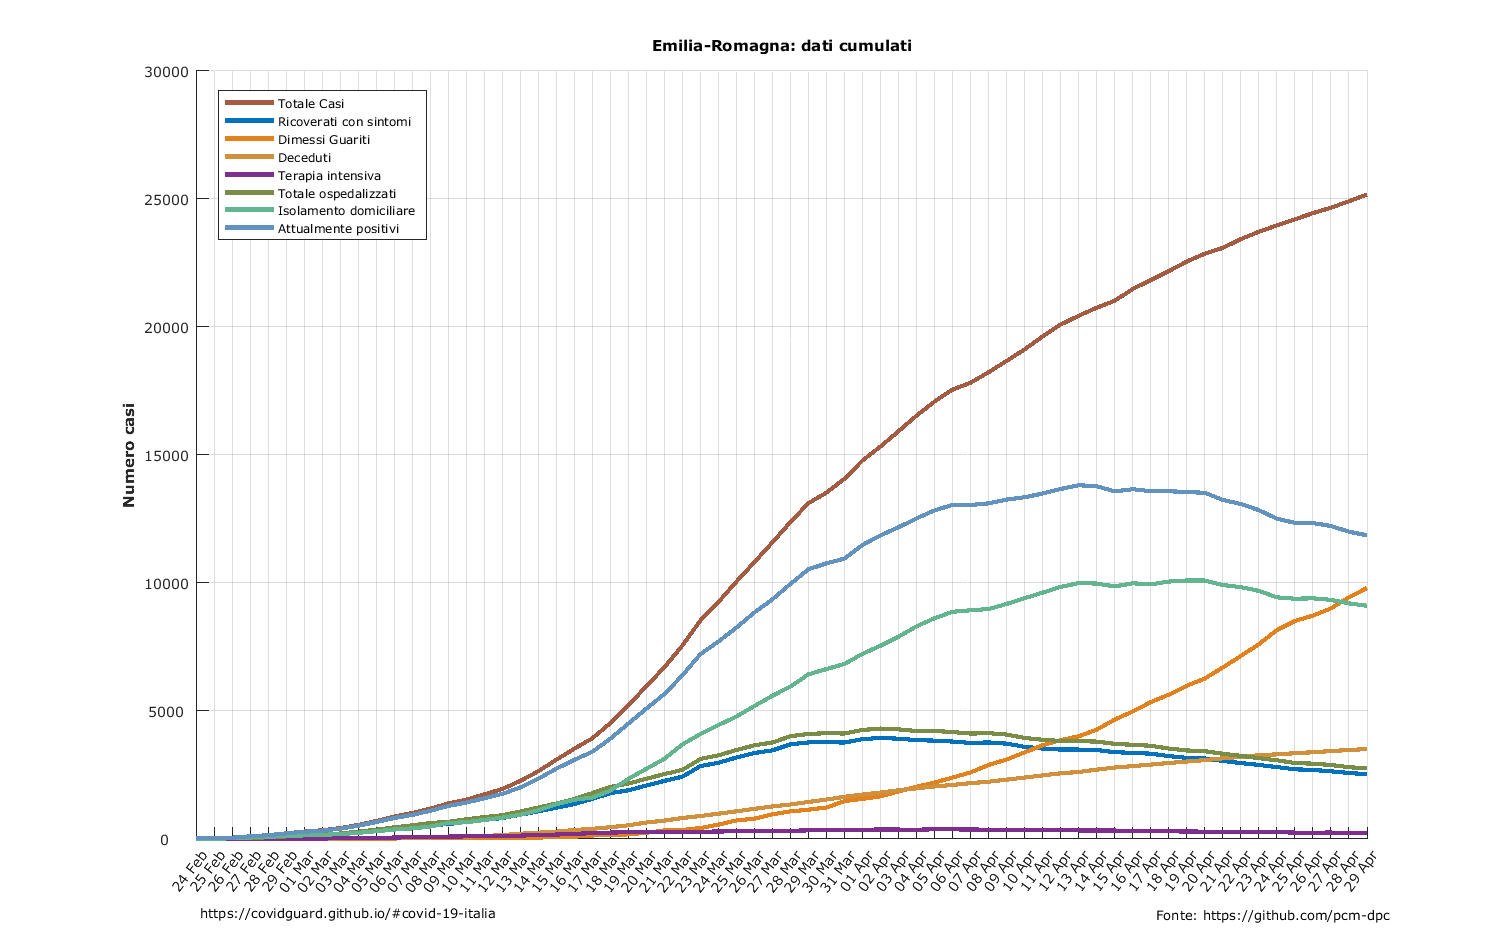 Emilia-Romagna: dati cumulati
30000
25000
20000
15000
10000
5000
0
Numero casi
Totale Casi
Ricoverati con sintomi
Dimessi Guariti
Deceduti
Terapia intensiva
Totale ospedalizzati
Isolamento domiciliare
Attualmente positivi
24 Feb
25 Feb
26 Feb
27 Feb
28 Feb
29 Feb
01 Mar
02 Mar
03 Mar
04 Mar
05 Mar
06 Mar
07 Mar
08 Mar
09 Mar
10 Mar
11 Mar
12 Mar
13 Mar
14 Mar
15 Mar
16 Mar
17 Mar
18 Mar
19 Mar
20 Mar
21 Mar
22 Mar
23 Mar
24 Mar
25 Mar
26 Mar
27 Mar
28 Mar
29 Mar
30 Mar
31 Mar
01 Apr
02 Apr
03 Apr
04 Apr
05 Apr
06 Apr
07 Apr
08 Apr
09 Apr
10 Apr
11 Apr
12 Apr
13 Apr
14 Apr
15 Apr
16 Apr
17 Apr
18 Apr
19 Apr
20 Apr
21 Apr
22 Apr
23 Apr
24 Apr
25 Apr
26 Apr
27 Apr
28 Apr
29 Apr
https://covidguard.github.io/#covid-19-italia
Fonte: https://github.com/pcm-dpc